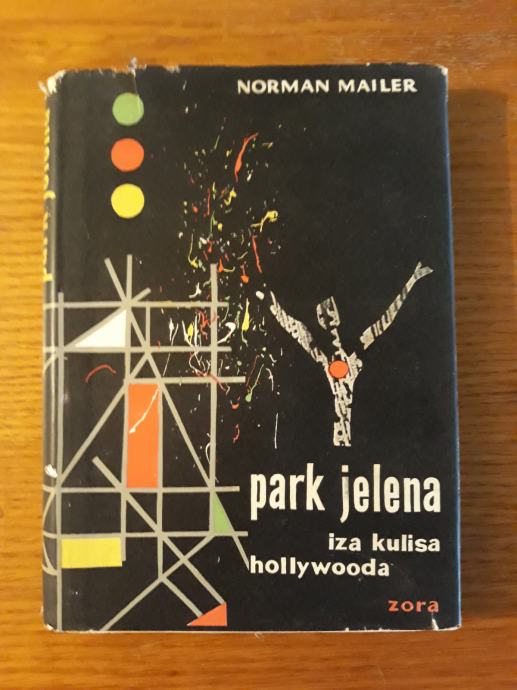 NORMAN MAILER
park jelena
iza kulisa
hollywooda
zora